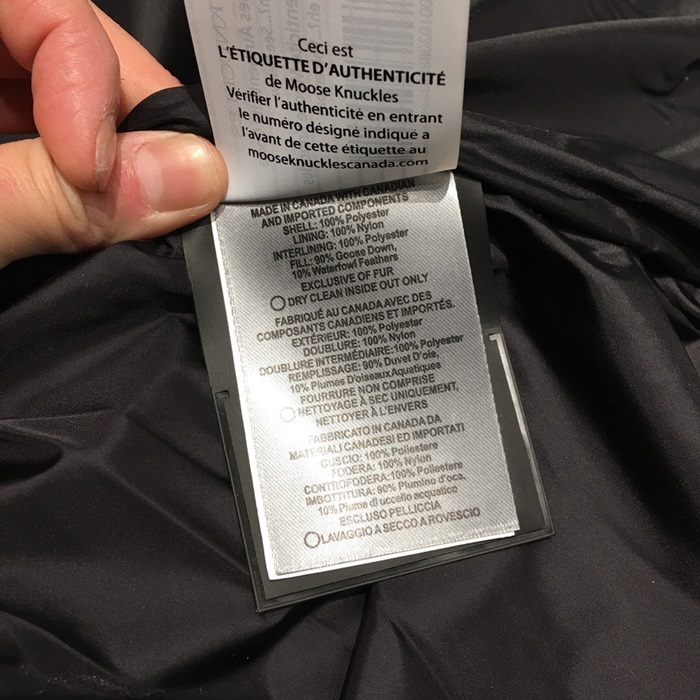 Ceci est
L'ÉTIQUETTE D'AUTHENTICITÉ
de Moose Knuckles
Vérifier l'authenticité en entrant
le numéro désigné indiqué a
l'avant de cette étiquette au
mooseknucklescanada.com
MADE IN CANADA WITH CANADIAN
AND IMPORTED COMPONENTS
SHELL: 100% Polyester
LINING: 100% Nylon
INTERLINING: 100% Polyester
FILL: 90% Goose Down,
10% Waterfowl Feathers
EXCLUSIVE OF FUR
DRY CLEAN INSIDE OUT ONLY
FABRIQUÉ AU CANADA AVEC DES
COMPOSANTS CANADIENS ET IMPORTÉS.
EXTÉRIEUR: 100% Polyester
DOUBLURE: 100% Nylon
DOUBLURE INTERMÉDIAIRE: 100% Polyester
REMPLISSAGE: 90% Duvet D'oie,
10% Plumes D'oiseaux Aquatiques
FOURRURE NON COMPRISE
NETTOYAGE À SEC UNIQUEMENT,
NETTOYER À L'ENVERS
FABBRICATO IN CANADA DA
MATERIALI CANADESI ED IMPORTATI
GUSCIO: 100% Poliestere
FODERA: 100% Nylon
CONTROFODERA: 100% Poliestere
IMBOTTITURA: 90% Piumino d'oca,
10% Piume di uccello acquatico
ESCLUSO PELLICCIA
LAVAGGIO A SECCO A ROVESCIO